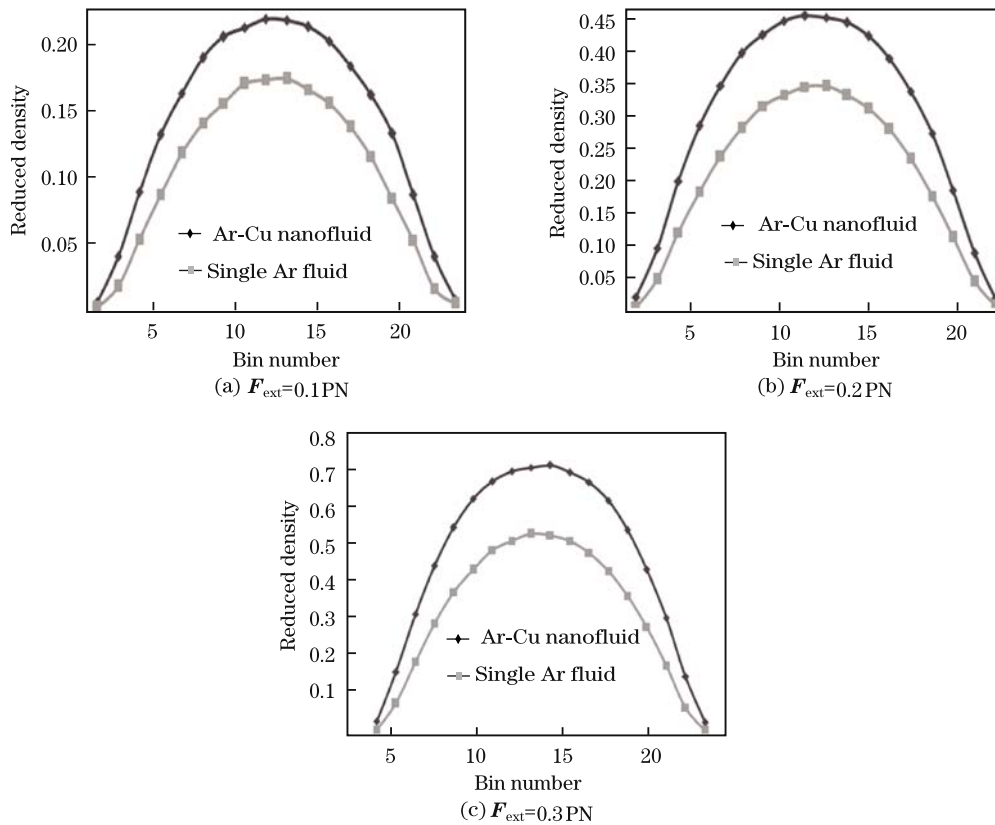 Reduced density
0.20
0.15
0.10
0.05
Ar-Cu nanofluid
Single Ar fluid
5
10
15
20
Bin number
(a) Fext=0.1PN
Reduced density
0.45
0.40
0.35
0.30
0.25
0.20
0.15
0.10
0.05
Ar-Cu nanofluid
Single Ar fluid
5
10
15
20
Bin number
(b) Fext=0.2PN
Reduced density
0.8
0.7
0.6
0.5
0.4
0.3
0.2
0.1
Ar-Cu nanofluid
Single Ar fluid
5
10
15
20
Bin number
(c) Fext=0.3PN